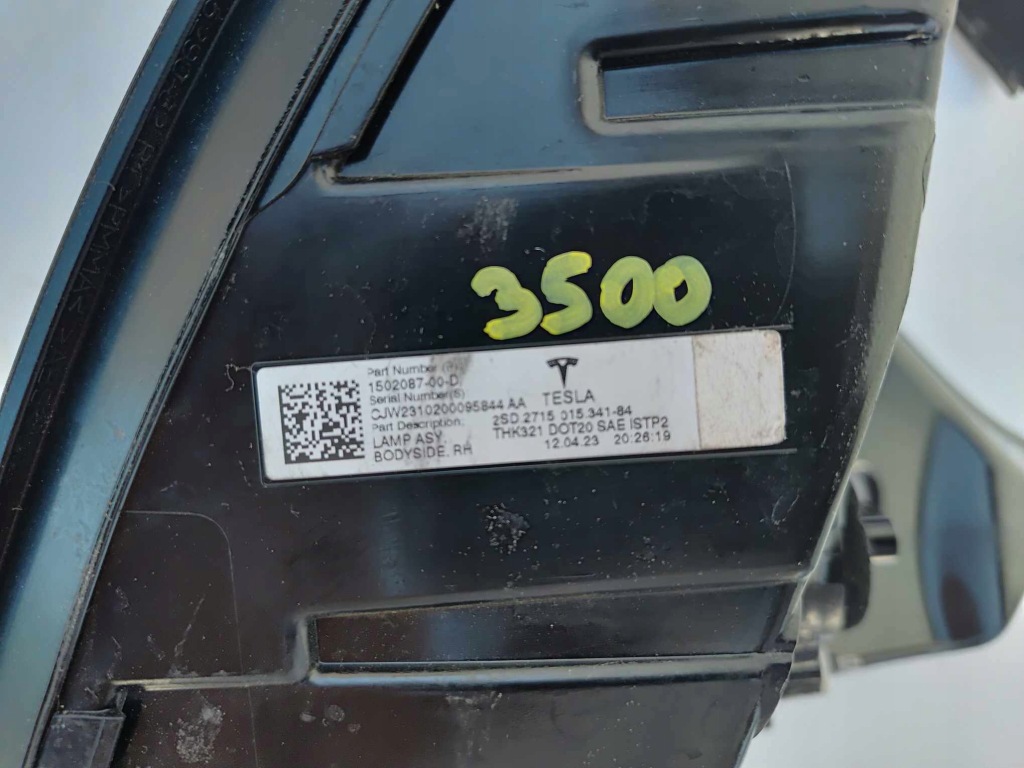 3500
Part Number (P)
1502087-00-D
Serial Number(S)
CJW2310200095844 AA
Part Description:
LAMP ASY
BODYSIDE, RH
TESLA
2SD 2715 015 341-84
THK321 DOT20 SAE ISTP2
12.04.23 20:26:19